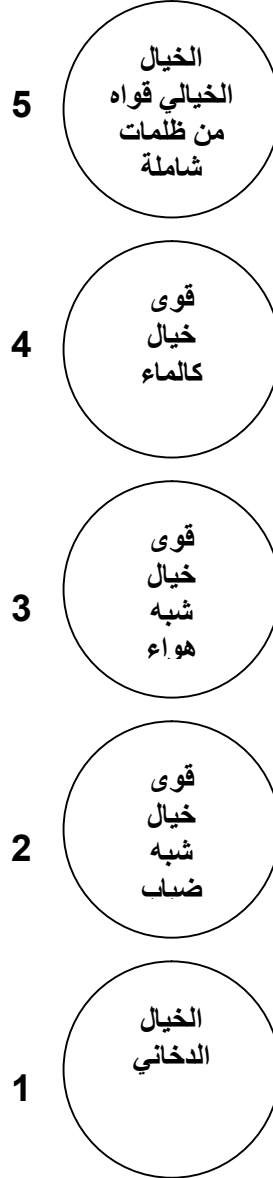 الخيال
الخيالي قواه
من ظلمات
شاملة
5
قوى
خيال
كالماء
4
قوى
خيال
شبه
هواء
3
قوى
خيال
شبه
ضباب
2
الخيال
الدخاني
1